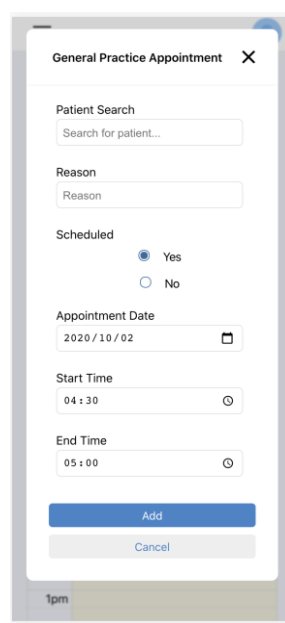 General Practice Appointment
Patient Search
Search for patient...
Reason
Reason
Scheduled
Yes
No
Appointment Date
2020/10/02
Start Time
04:30
End Time
05:00
Add
Cancel
1pm